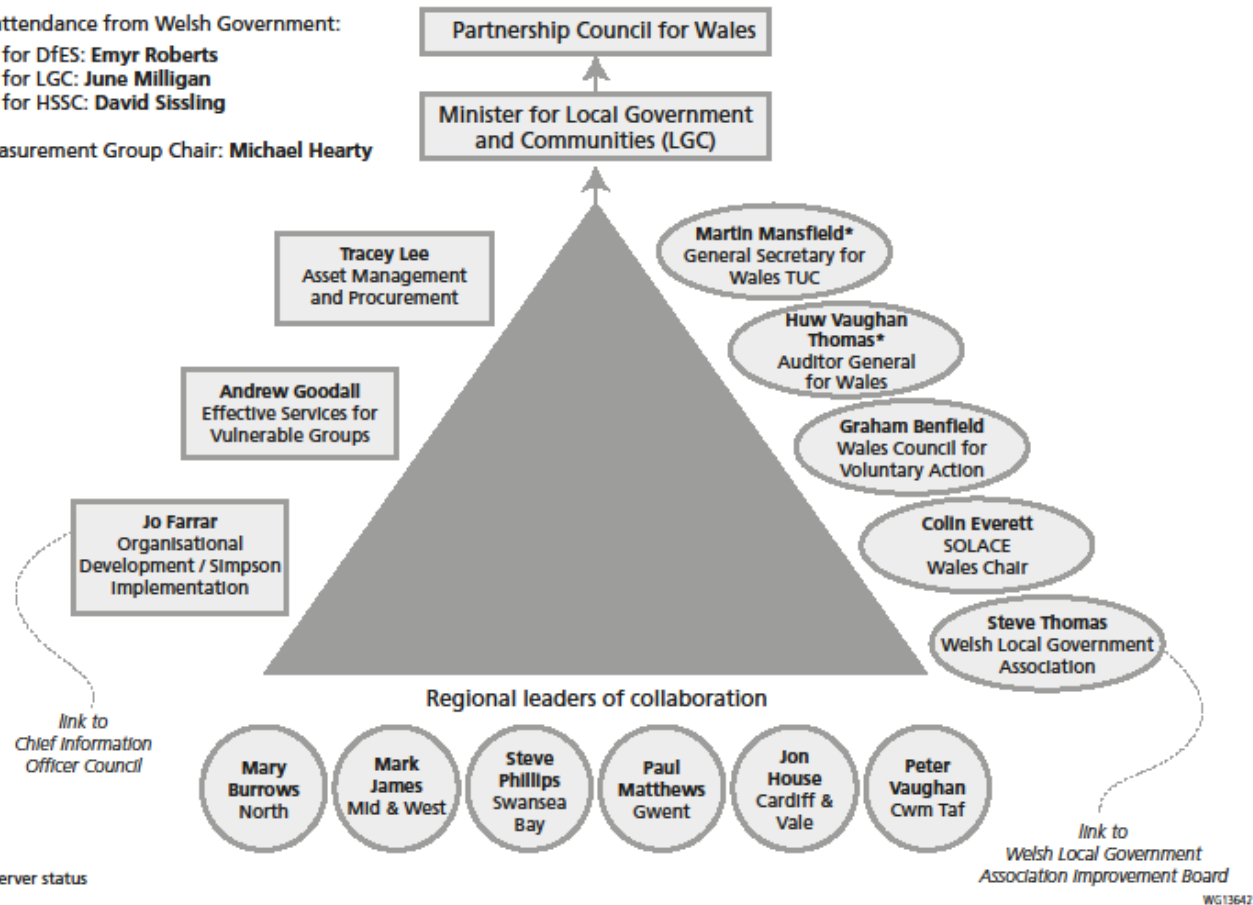 attendance from Welsh Government:
for DfES: Emyr Roberts
for LGC: June Milligan
for HSSC: David Sissling
asurement Group Chair: Michael Hearty
Partnership Council for Wales
Minister for Local Government
and Communities (LGC)
Tracey Lee
Asset Management
and Procurement
Andrew Goodall
Effective Services for
Vulnerable Groups
Jo Farrar
Organisational
Development / Simpson
Implementation
link to
Chief Information
Officer Council
Martin Mansfield*
General Secretary for
Wales TUC
Huw Vaughan
Thomas*
Auditor General
for Wales
Graham Benfield
Wales Council for
Voluntary Action
Colin Everett
SOLACE
Wales Chair
Steve Thomas
Welsh Local Government
Association
link to
Welsh Local Government
Association Improvement Board
Regional leaders of collaboration
Mary
Burrows
North
Mark
James
Mid & West
Steve
Phillips
Swansea
Bay
Paul
Matthews
Gwent
Jon
House
Cardiff &
Vale
Peter
Vaughan
Cwm Taf
erver status
WG13642